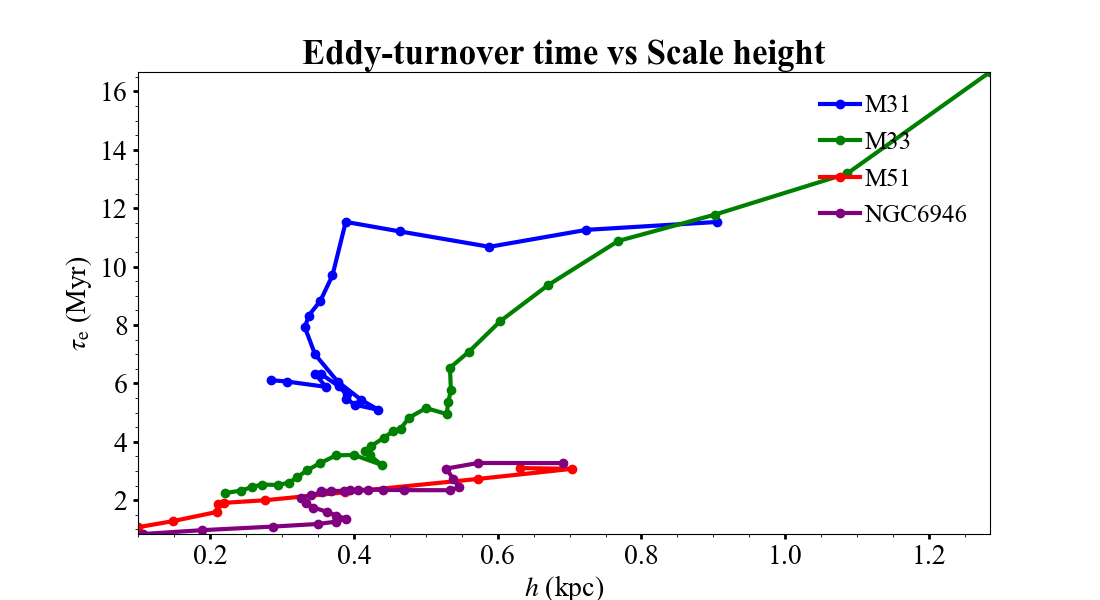 Eddy-turnover time vs Scale height
16
14
12
10
8
6
4
2
τe (Myr)
M31
M33
M51
NGC6946
0.2 0.4 0.6 0.8 1.0 1.2
h (kpc)